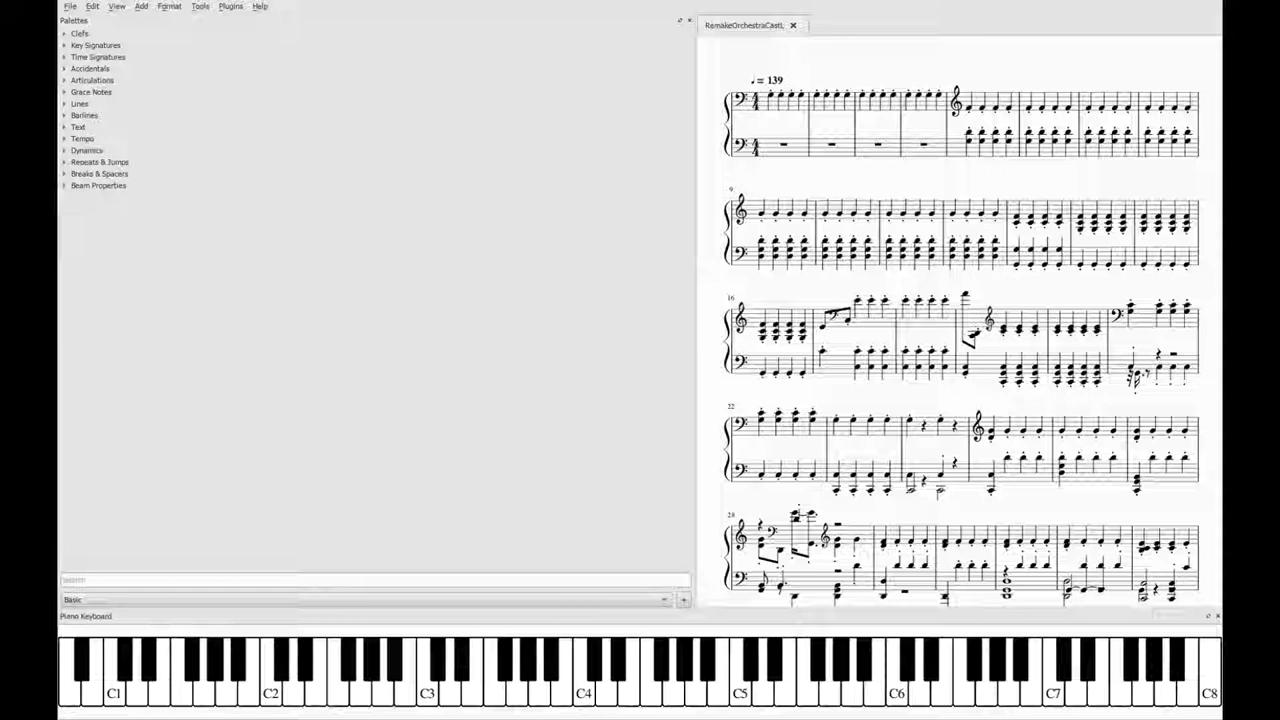 File Edit View Add Format Tools Plugins Help
Palettes
Clefs
Key Signatures
Time Signatures
Accidentals
Articulations
Grace Notes
Lines
Barlines
Text
Tempo
Dynamics
Repeats & Jumps
Breaks & Spacers
Beam Properties
Search
Basic
RemakeOrchestraCastL
= 139
9
16
22
28
Piano Keyboard
C1 C2 C3 C4 C5 C6 C7 C8